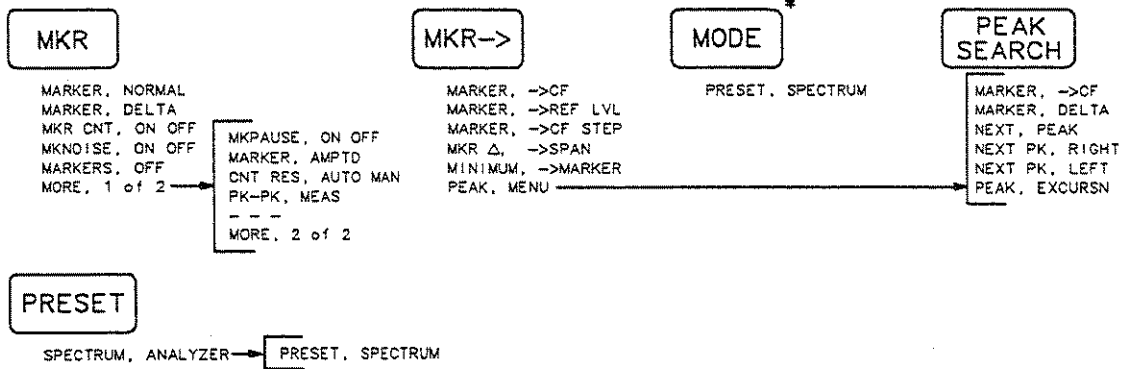 MKR
MARKER, NORMAL
MARKER, DELTA
MKR CNT, ON OFF
MKNOISE, ON OFF
MARKERS, OFF
MORE, 1 of 2
MKPAUSE, ON OFF
MARKER, AMPTD
CNT RES, AUTO MAN
PK-PK, MEAS
- - -
MORE, 2 of 2
MKR->
MARKER, ->CF
MARKER, ->REF LVL
MARKER, ->CF STEP
MKR Δ, ->SPAN
MINIMUM, ->MARKER
PEAK, MENU
MODE *
PRESET, SPECTRUM
PEAK
SEARCH
MARKER, ->CF
MARKER, DELTA
NEXT, PEAK
NEXT PK, RIGHT
NEXT PK, LEFT
PEAK, EXCURSN
PRESET
SPECTRUM, ANALYZER
PRESET, SPECTRUM